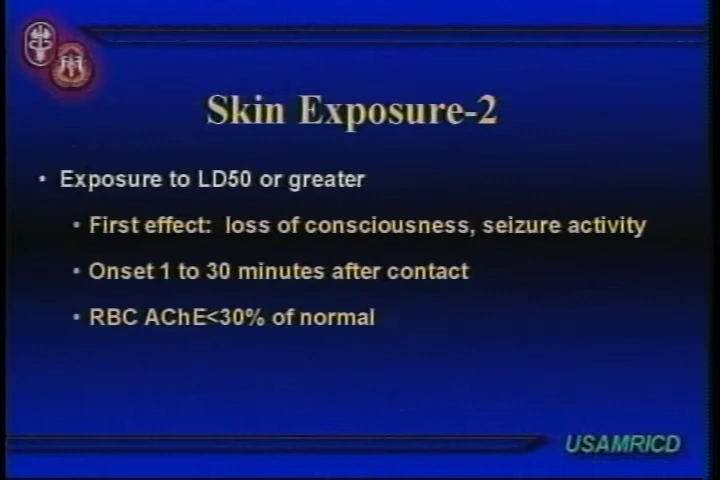 Skin Exposure-2
• Exposure to LD50 or greater
• First effect: loss of consciousness, seizure activity
• Onset 1 to 30 minutes after contact
• RBC AChE<30% of normal
USAMRICD